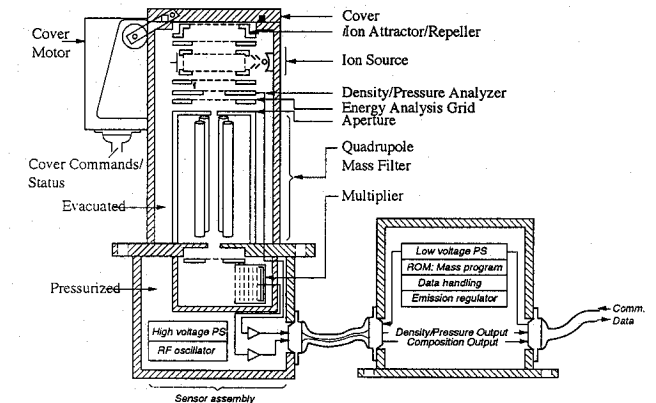 Cover
Motor
Cover
Ion Attractor/Repeller
Ion Source
Density/Pressure Analyzer
Energy Analysis Grid
Aperture
Cover Commands/
Status
Quadrupole
Mass Filter
Evacuated
Multiplier
Pressurized
High voltage PS
RF oscillator
Sensor assembly
Low voltage PS
ROM: Mass program
Data handling
Emission regulator
Density/Pressure Output
Composition Output
Comm.
Data